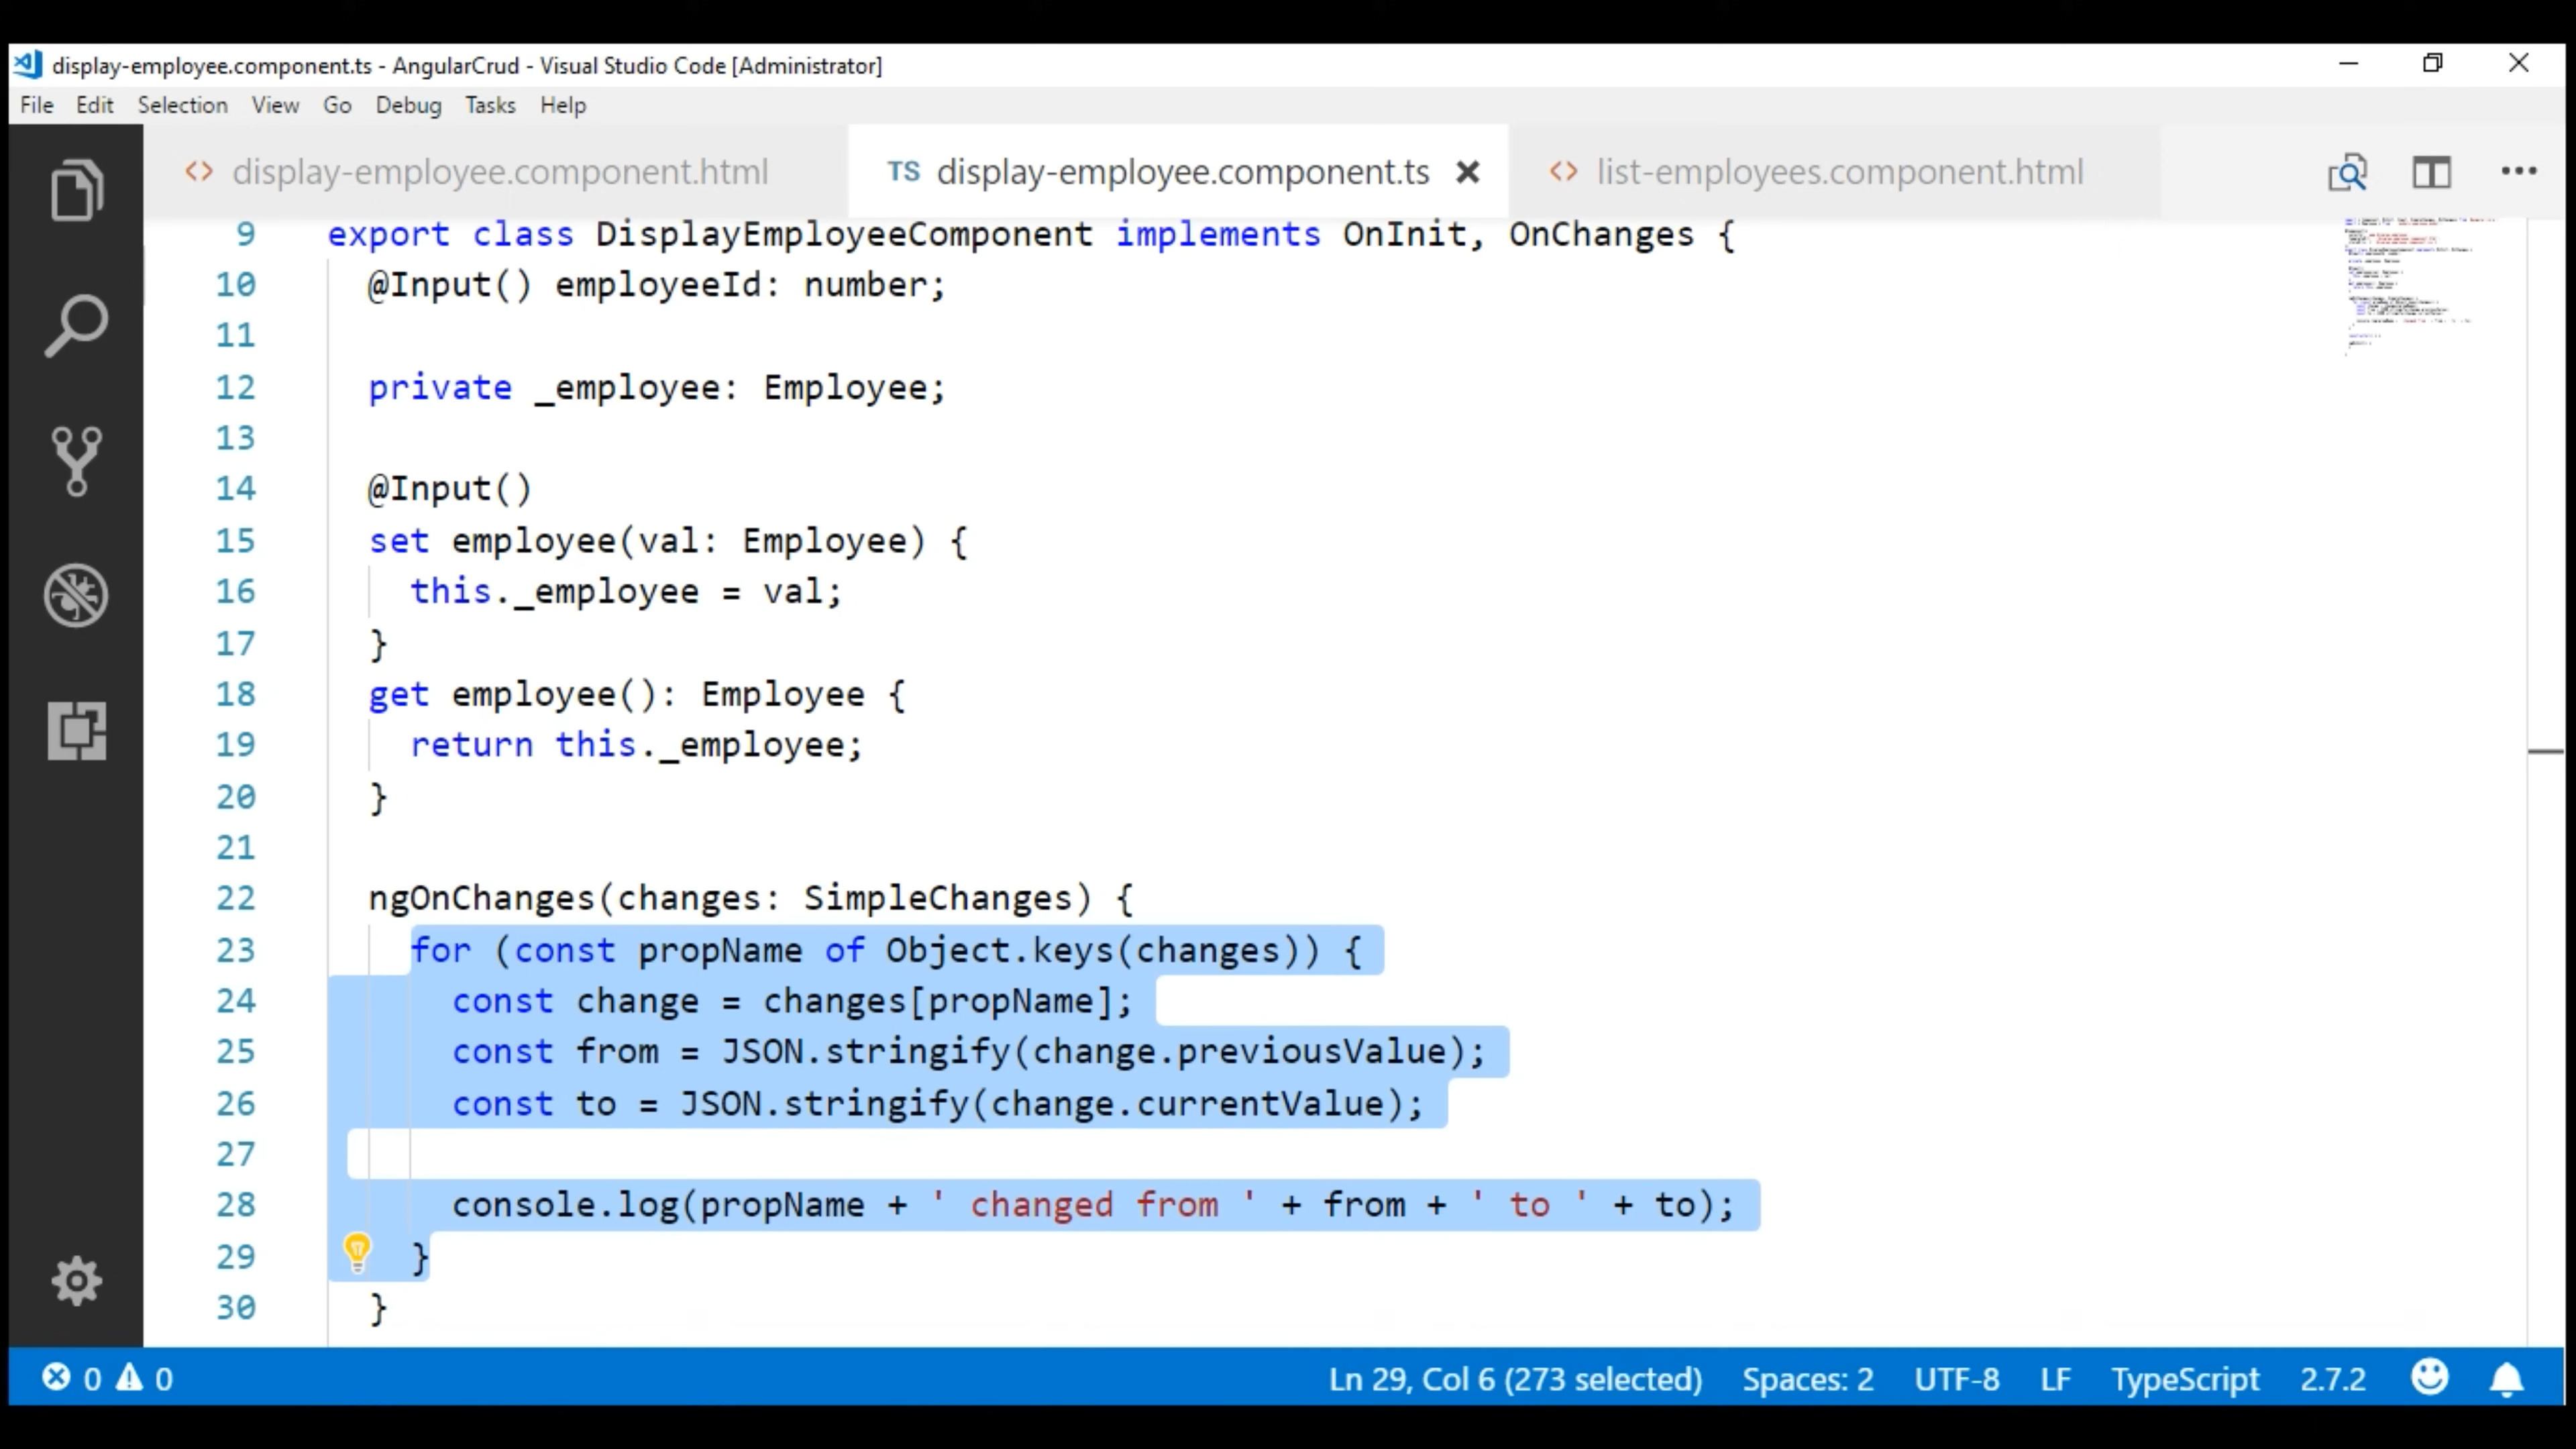 display-employee.component.ts - AngularCrud - Visual Studio Code [Administrator]
File Edit Selection View Go Debug Tasks Help
<> display-employee.component.html TS display-employee.component.ts <> list-employees.component.html
9 export class DisplayEmployeeComponent implements OnInit, OnChanges {
10 @Input() employeeId: number;
11
12 private _employee: Employee;
13
14 @Input()
15 set employee(val: Employee) {
16 this._employee = val;
17 }
18 get employee(): Employee {
19 return this._employee;
20 }
21
22 ngOnChanges(changes: SimpleChanges) {
23 for (const propName of Object.keys(changes)) {
24 const change = changes[propName];
25 const from = JSON.stringify(change.previousValue);
26 const to = JSON.stringify(change.currentValue);
27
28 console.log(propName + ' changed from ' + from + ' to ' + to);
29 }
30 }
0 0 Ln 29, Col 6 (273 selected) Spaces: 2 UTF-8 LF TypeScript 2.7.2